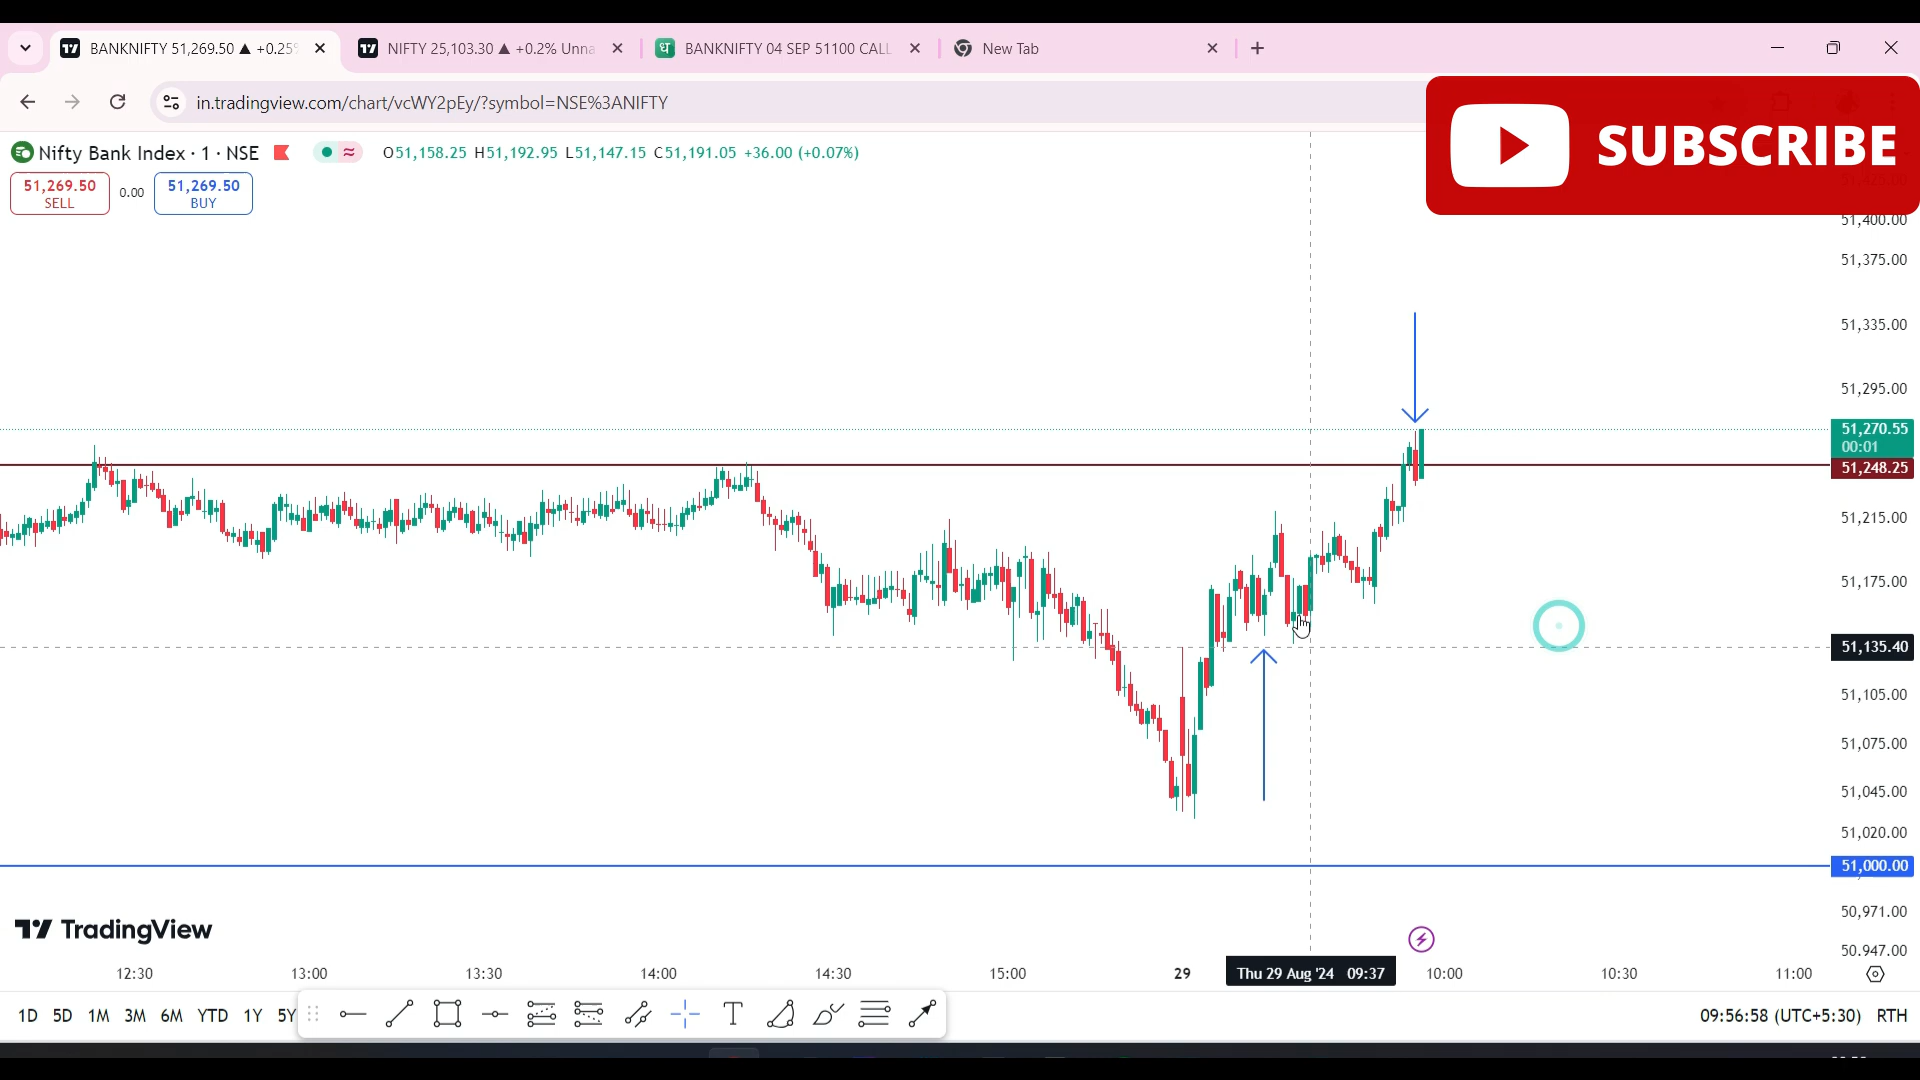 BANKNIFTY 51,269.50 ▲ +0.25%
NIFTY 25,103.30 ▲ +0.2% Unna
BANKNIFTY 04 SEP 51100 CALL
New Tab
in.tradingview.com/chart/vcWY2pEy/?symbol=NSE%3ANIFTY
SUBSCRIBE
Nifty Bank Index · 1 · NSE
O51,158.25 H51,192.95 L51,147.15 C51,191.05 +36.00 (+0.07%)
51,269.50
SELL
0.00
51,269.50
BUY
51,400.00
51,375.00
51,335.00
51,295.00
51,270.55
00:01
51,248.25
51,215.00
51,175.00
51,135.40
51,105.00
51,075.00
51,045.00
51,020.00
51,000.00
50,971.00
50,947.00
TradingView
12:30
13:00
13:30
14:00
14:30
15:00
29
Thu 29 Aug '24 09:37
10:00
10:30
11:00
1D 5D 1M 3M 6M YTD 1Y 5Y
09:56:58 (UTC+5:30) RTH